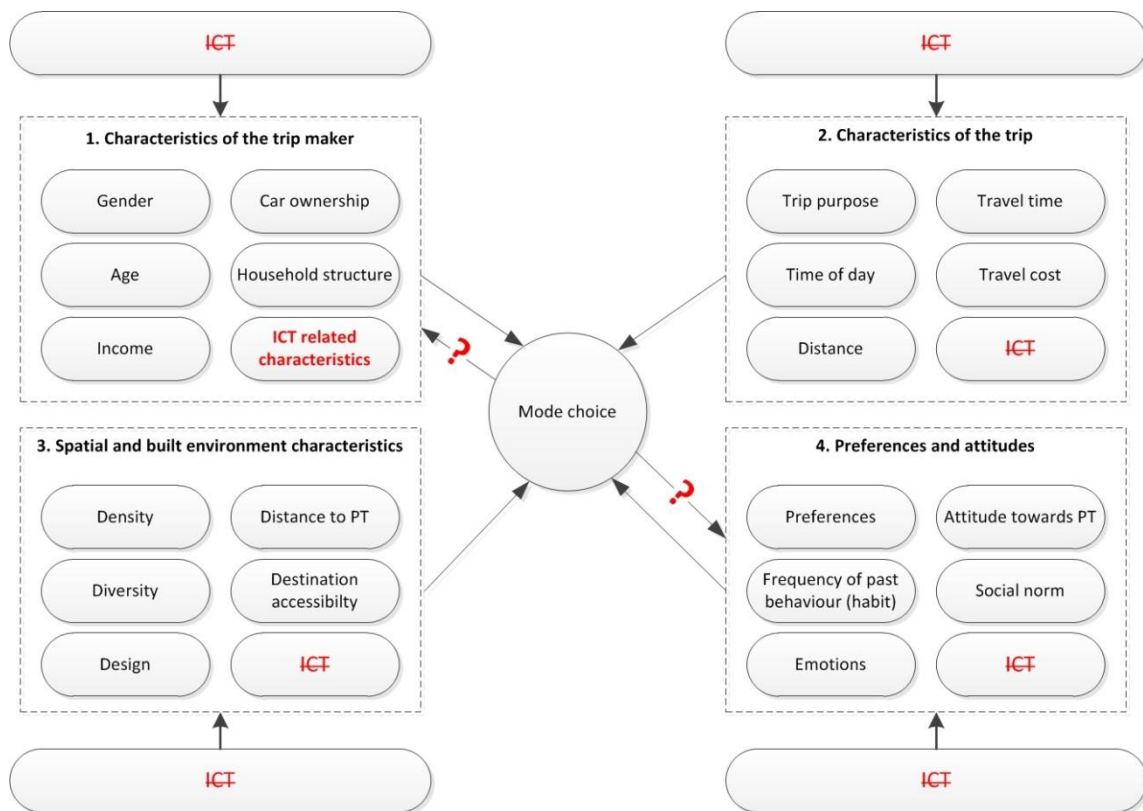 ICT
ICT
1. Characteristics of the trip maker
Gender
Car ownership
Age
Household structure
Income
ICT related
characteristics
2. Characteristics of the trip
Trip purpose
Travel time
Time of day
Travel cost
Distance
ICT
?
Mode choice
?
3. Spatial and built environment characteristics
Density
Distance to PT
Diversity
Destination
accessibilty
Design
ICT
4. Preferences and attitudes
Preferences
Attitude towards PT
Frequency of past
behaviour (habit)
Social norm
Emotions
ICT
ICT
ICT